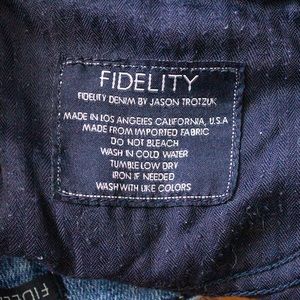 FIDELITY
FIDELITY DENIM BY JASON TROTZUK
MADE IN LOS ANGELES CALIFORNIA, U.S.A
MADE FROM IMPORTED FABRIC
DO NOT BLEACH
WASH IN COLD WATER
TUMBLE LOW DRY
IRON IF NEEDED
WASH WITH LIKE COLORS